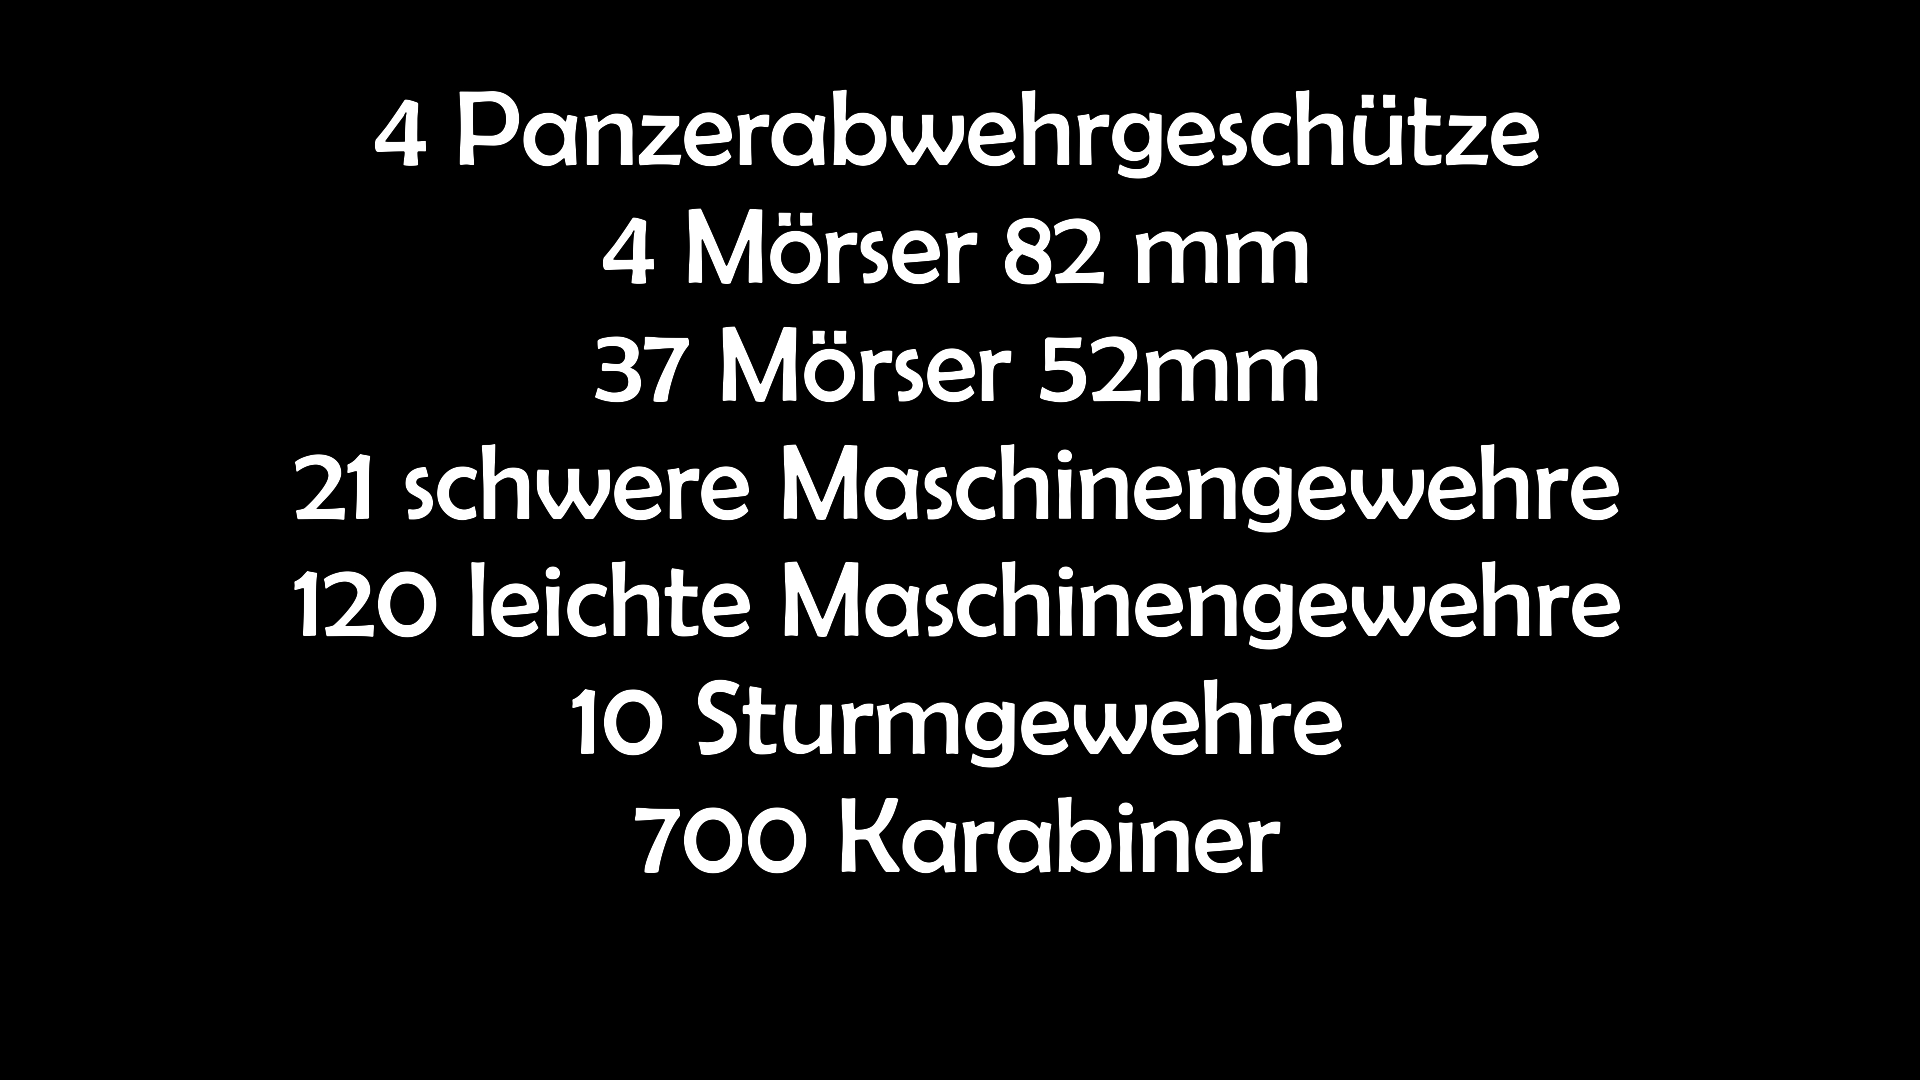 4 Panzerabwehrgeschütze
4 Mörser 82 mm
37 Mörser 52mm
21 schwere Maschinengewehre
120 leichte Maschinengewehre
10 Sturmgewehre
700 Karabiner